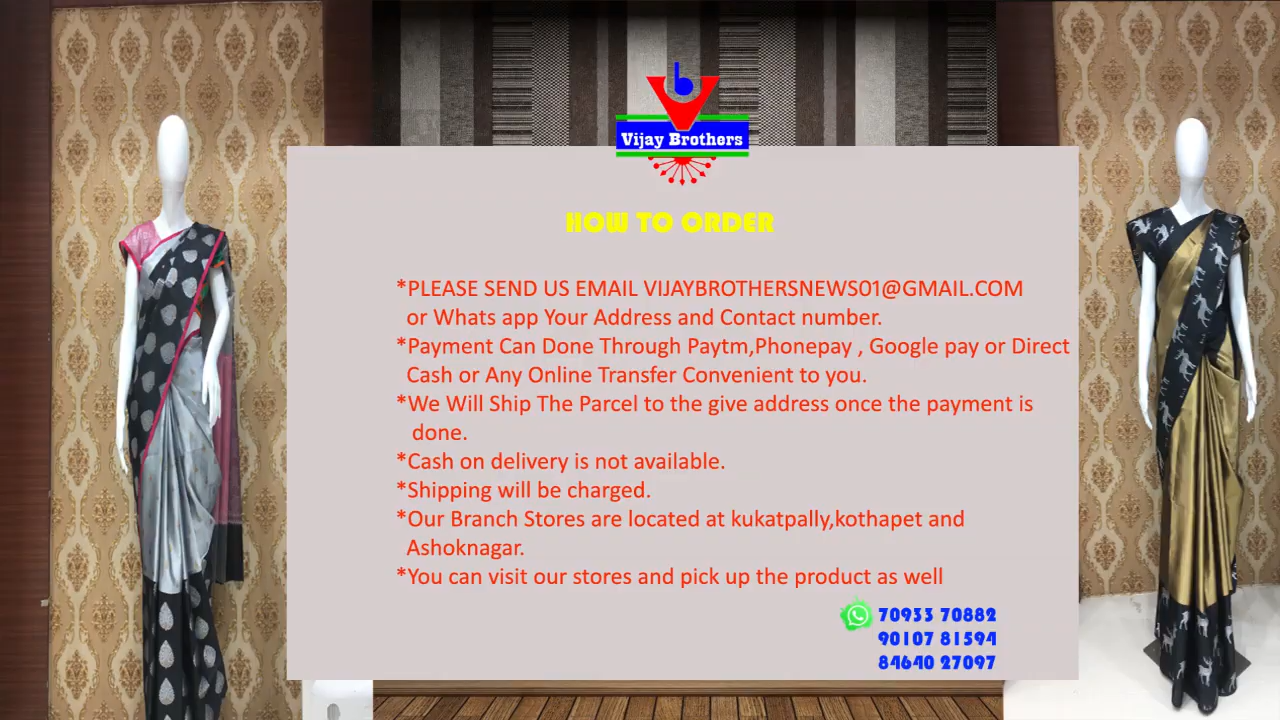 b
Vijay Brothers
HOW TO ORDER
*PLEASE SEND US EMAIL VIJAYBROTHERSNEWS01@GMAIL.COM
or Whats app Your Address and Contact number.
*Payment Can Done Through Paytm,Phonepay , Google pay or Direct
Cash or Any Online Transfer Convenient to you.
*We Will Ship The Parcel to the give address once the payment is
done.
*Cash on delivery is not available.
*Shipping will be charged.
*Our Branch Stores are located at kukatpally,kothapet and
Ashoknagar.
*You can visit our stores and pick up the product as well
70933 70882
90107 81594
84640 27097